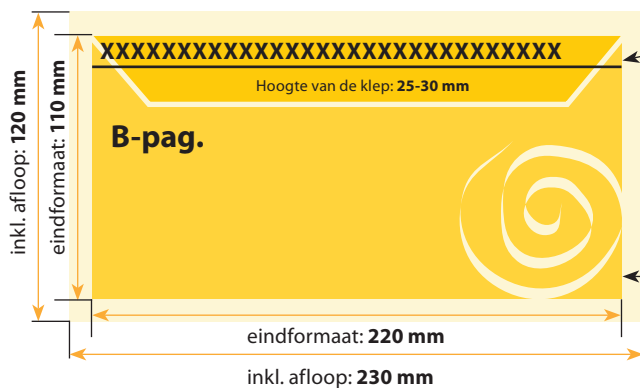 XXXXXXXXXXXXXXXXXXXXXXXXXXXXXX
Hoogte van de klep: 25-30 mm
B-pag.
inkl. afloop: 120 mm
eindformaat: 110 mm
eindformaat: 220 mm
inkl. afloop: 230 mm